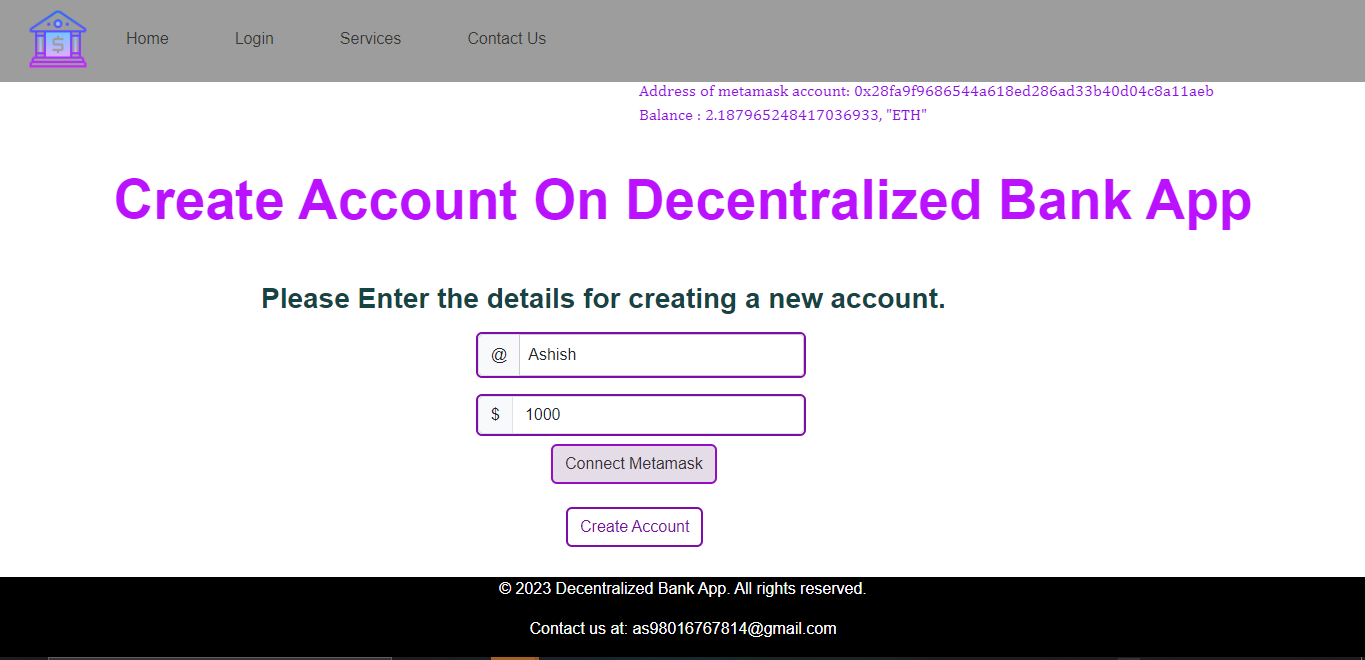 $
Home Login Services Contact Us
Address of metamask account: 0x28fa9f9686544a618ed286ad33b40d04c8a11aeb
Balance : 2.187965248417036933, "ETH"
Create Account On Decentralized Bank App
Please Enter the details for creating a new account.
@ Ashish
$ 1000
Connect Metamask
Create Account
© 2023 Decentralized Bank App. All rights reserved.
Contact us at: as98016767814@gmail.com